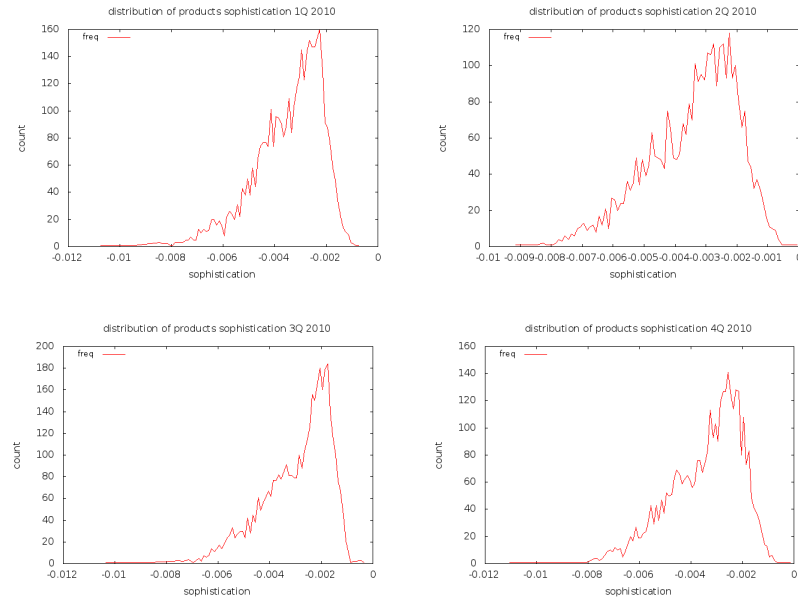 distribution of products sophistication 1Q 2010
160
140
120
100
80
60
40
20
0
freq
count
-0.012 -0.01 -0.008 -0.006 -0.004 -0.002 0
sophistication
distribution of products sophistication 2Q 2010
120
100
80
60
40
20
0
freq
count
-0.01 -0.009 -0.008 -0.007 -0.006 -0.005 -0.004 -0.003 -0.002 -0.001 0
sophistication
distribution of products sophistication 3Q 2010
200
180
160
140
120
100
80
60
40
20
0
freq
count
-0.012 -0.01 -0.008 -0.006 -0.004 -0.002 0
sophistication
distribution of products sophistication 4Q 2010
160
140
120
100
80
60
40
20
0
freq
count
-0.012 -0.01 -0.008 -0.006 -0.004 -0.002 0
sophistication